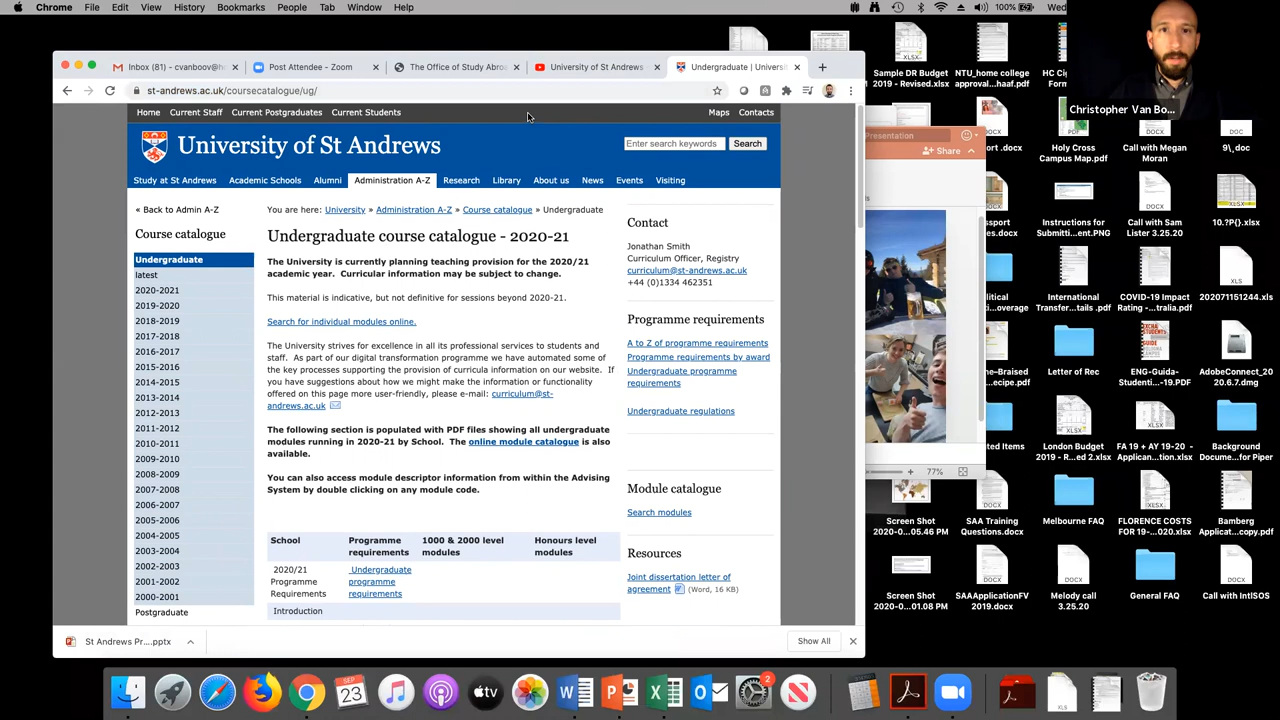 Chrome File Edit View History Bookmarks People Tab Window Help
100% Wed
Inbox (81) - cvanbo
Post Attendee - Zoom
The Office of Study Abro
University of St Andrews
Undergraduate | Universi
st-andrews.ac.uk/coursecatalogue/ug/
Home Current Staff Current Postgraduates Current Students
Maps Contacts
University of St Andrews
Enter search keywords Search
Study at St Andrews Academic Schools Alumni Administration A-Z Research Library About us News Events Visiting
« Back to Admin A-Z
Course catalogue
Undergraduate
latest
2020-2021
2019-2020
2018-2019
2017-2018
2016-2017
2015-2016
2014-2015
2013-2014
2012-2013
2011-2012
2010-2011
2009-2010
2008-2009
2007-2008
2006-2007
2005-2006
2004-2005
2003-2004
2002-2003
2001-2002
2000-2001
Postgraduate
You are here: University » Administration A-Z » Course catalogue » Undergraduate
Undergraduate course catalogue - 2020-21
The University is currently planning teaching provision for the 2020/21
academic year. Curricular information may be subject to change.
This material is indicative, but not definitive for sessions beyond 2020-21.
Search for individual modules online.
The University strives for excellence in all its professional services to students and
staff. As part of our digital transformation programme we have automated some of
the key processes supporting the provision of curricula information on our website. If
you have suggestions about how we might make the information or functionality
offered on this page more user-friendly, please e-mail: curriculum@st-
andrews.ac.uk
The following section is populated with PDF files showing all undergraduate
modules running in 2020-21 by School. The online module catalogue is also
available.
You can also access module descriptor information from within the Advising
System by double clicking on any module code.
School
Programme
requirements
1000 & 2000 level
modules
Honours level
modules
2020/21
Programme
Requirements
Undergraduate
programme
requirements
Introduction
Contact
Jonathan Smith
Curriculum Officer, Registry
curriculum@st-andrews.ac.uk
+44 (0)1334 462351
Programme requirements
A to Z of programme requirements
Programme requirements by award
Undergraduate programme
requirements
Undergraduate regulations
Module catalogue
Search modules
Resources
Joint dissertation letter of
agreement (Word, 16 KB)
St Andrews Pr....pptx
Show All
Presentation
Share
77%
Christopher Van Bo...
Sample DR Budget
2019 - Revised.xlsx
NTU_home college
approval...haaf.pdf
HC Ci
Form
port .docx
Holy Cross
Campus Map.pdf
Call with Megan
Moran
9\,doc
Instructions for
Submitti...ent.PNG
Call with Sam
Lister 3.25.20
10.?P{}.xlsx
International
Transfer...tails .pdf
COVID-19 Impact
Rating -...tralia.pdf
202071151244.xls
Letter of Rec
ENG-Guida-
Studenti...-19.PDF
AdobeConnect_20
20.6.7.dmg
London Budget
2019 - R...ed 2.xlsx
FA 19 + AY 19-20 -
Applican...tion.xlsx
Background
Docume...for Piper
Screen Shot
2020-0...05.46 PM
SAA Training
Questions.docx
Melbourne FAQ
FLORENCE COSTS
FOR 19-...020.xlsx
Bamberg
Applicat...copy.pdf
Screen Shot
2020-0...01.08 PM
SAAApplicationFV
2019.docx
Melody call
3.25.20
General FAQ
Call with IntlSOS
SEP
23
tv
2